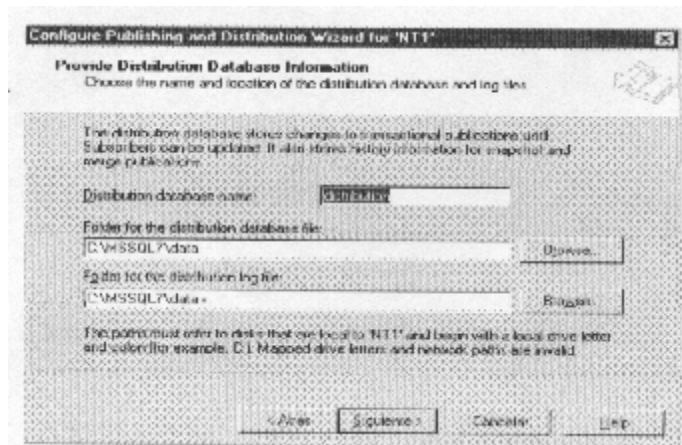 Configure Publishing and Distribution Wizard for 'NT1'
Provide Distribution Database Information
Choose the name and location of the distribution database and log files.
The distribution database stores changes to transactional publications until
Subscribers can be updated. It also stores history information for snapshot and
merge publications.
Distribution database name:
Folder for the distribution database file:
C:\MSSQL7\data
Browse...
Folder for the distribution log file:
C:\MSSQL7\data
Browse...
The paths must refer to disks that are local to 'NT1' and begin with a local drive letter
and colon (for example, C:). Mapped drive letters and network paths are invalid.
< Atras
Siguiente >
Cancelar
Help